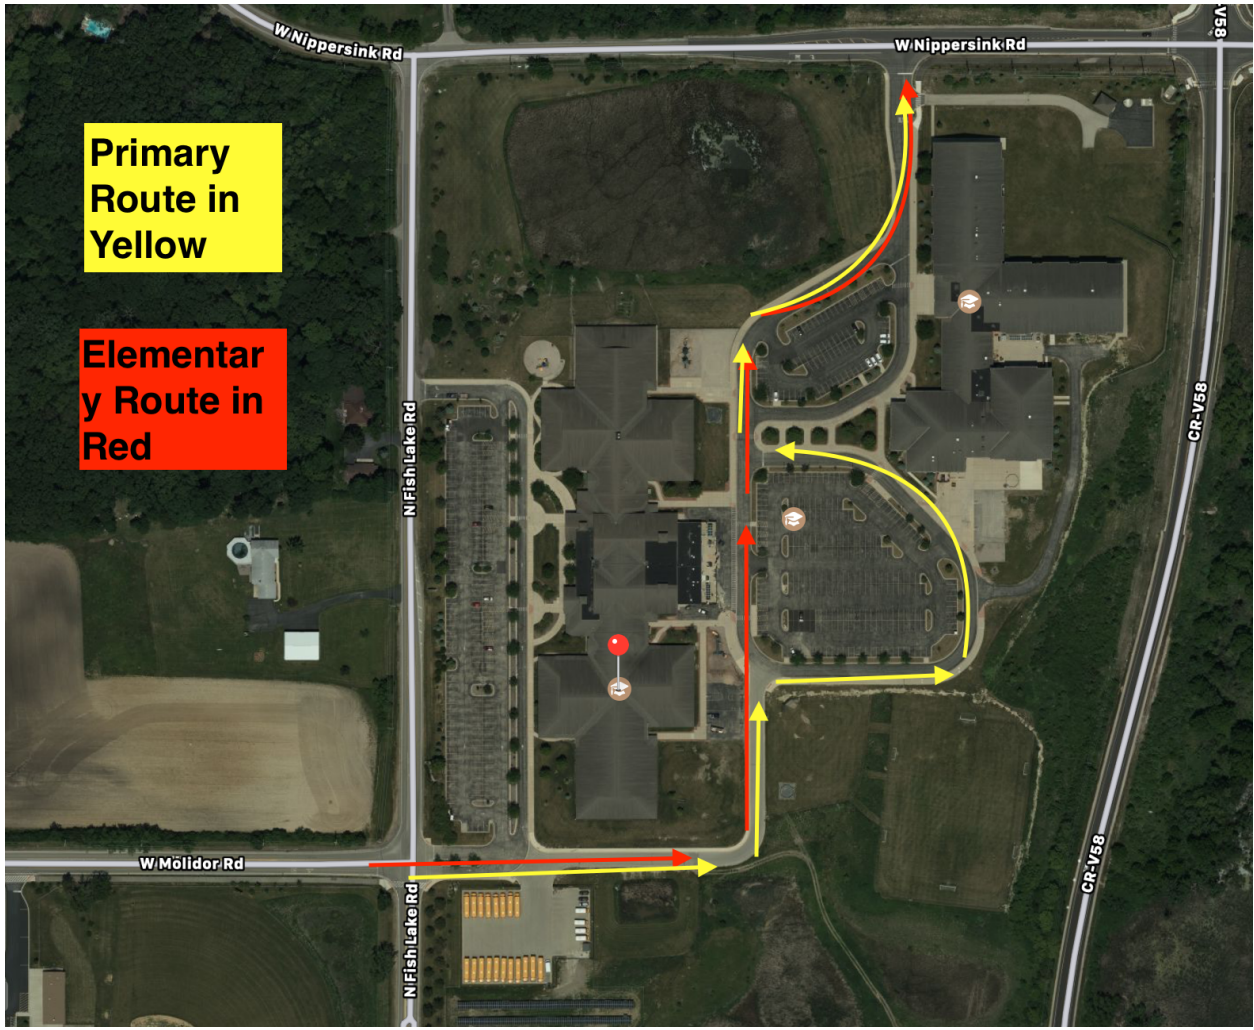 W Nippersink Rd
W Nippersink Rd
-V58
Primary
Route in
Yellow
Elementar
y Route in
Red
N Fish Lake Rd
CR-V58
W Molidor Rd
CR-V58
N Fish Lake Rd